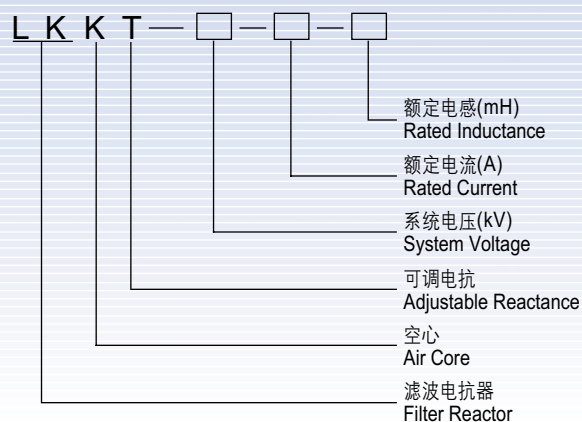 LKKT—□—□—□
额定电感(mH)
Rated Inductance
额定电流(A)
Rated Current
系统电压(kV)
System Voltage
可调电抗
Adjustable Reactance
空心
Air Core
滤波电抗器
Filter Reactor